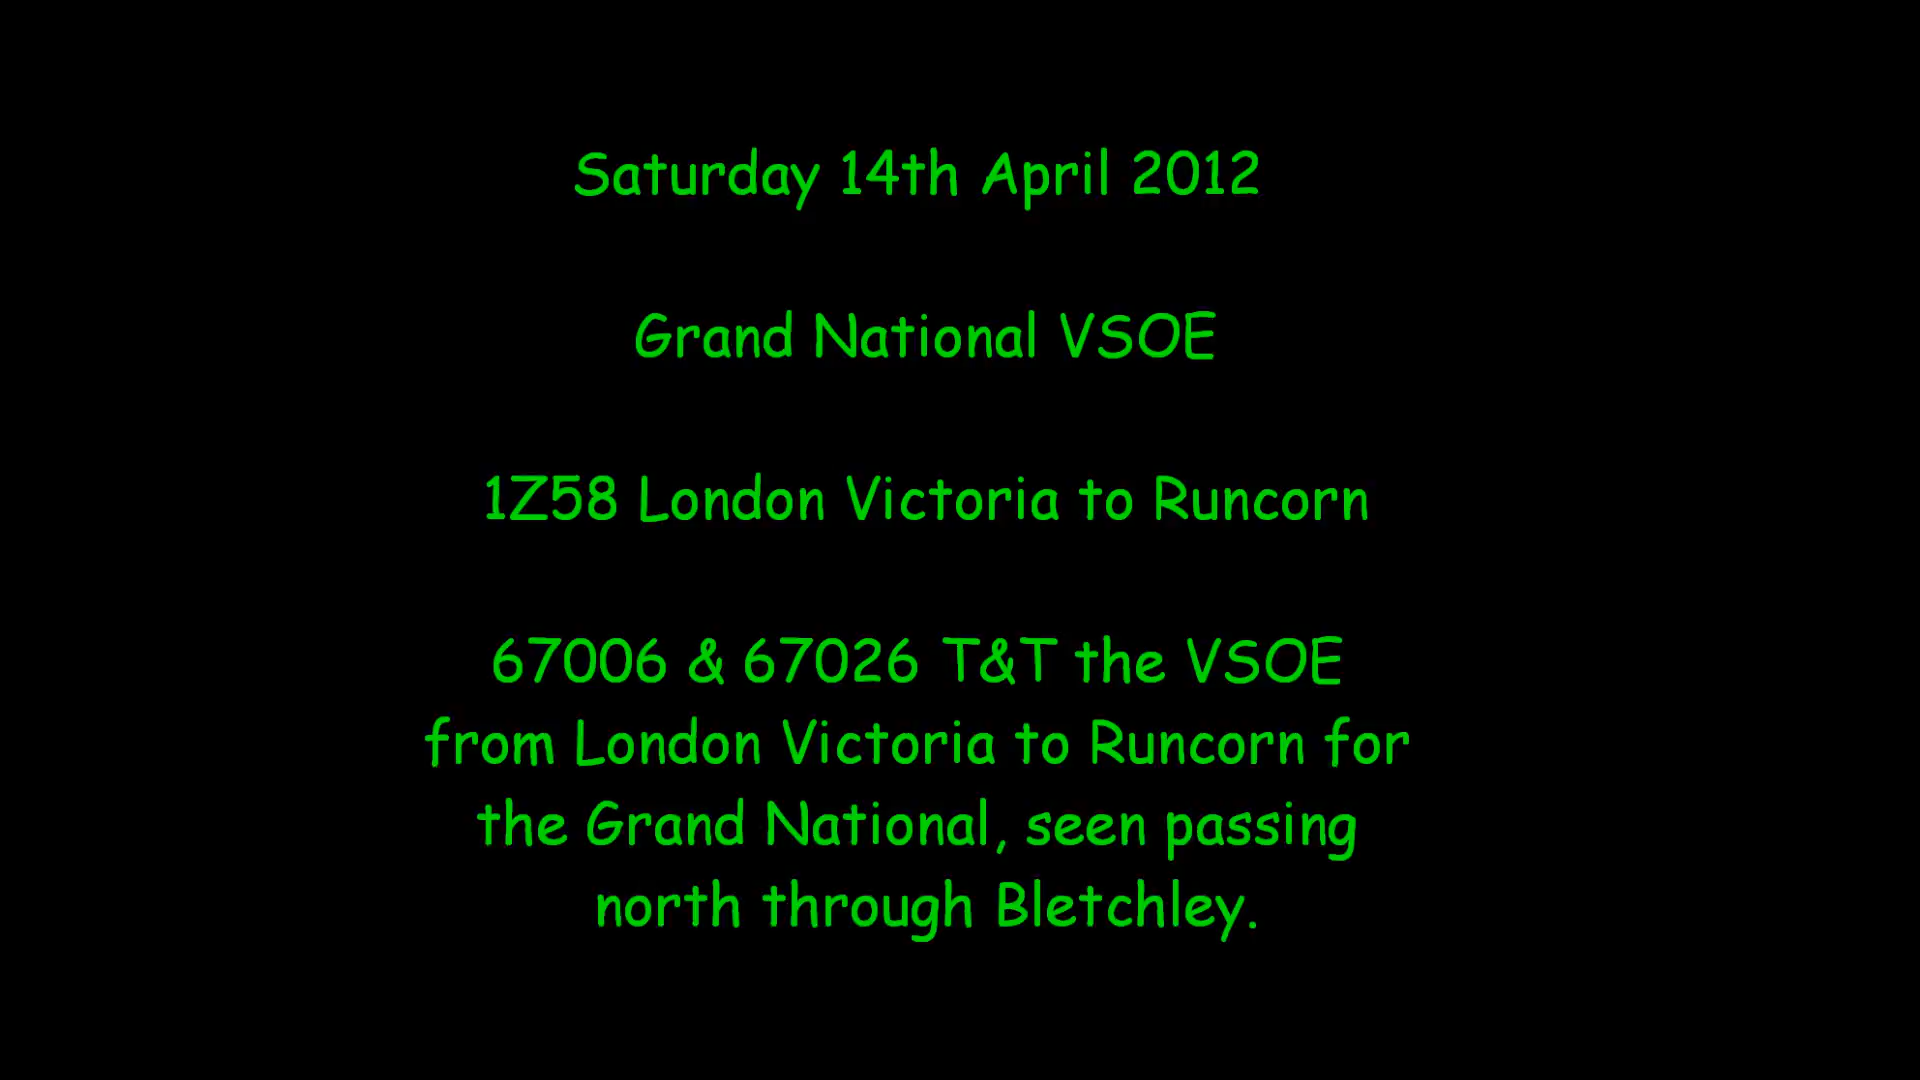 Saturday 14th April 2012
Grand National VSOE
1Z58 London Victoria to Runcorn
67006 & 67026 T&T the VSOE
from London Victoria to Runcorn for
the Grand National, seen passing
north through Bletchley.